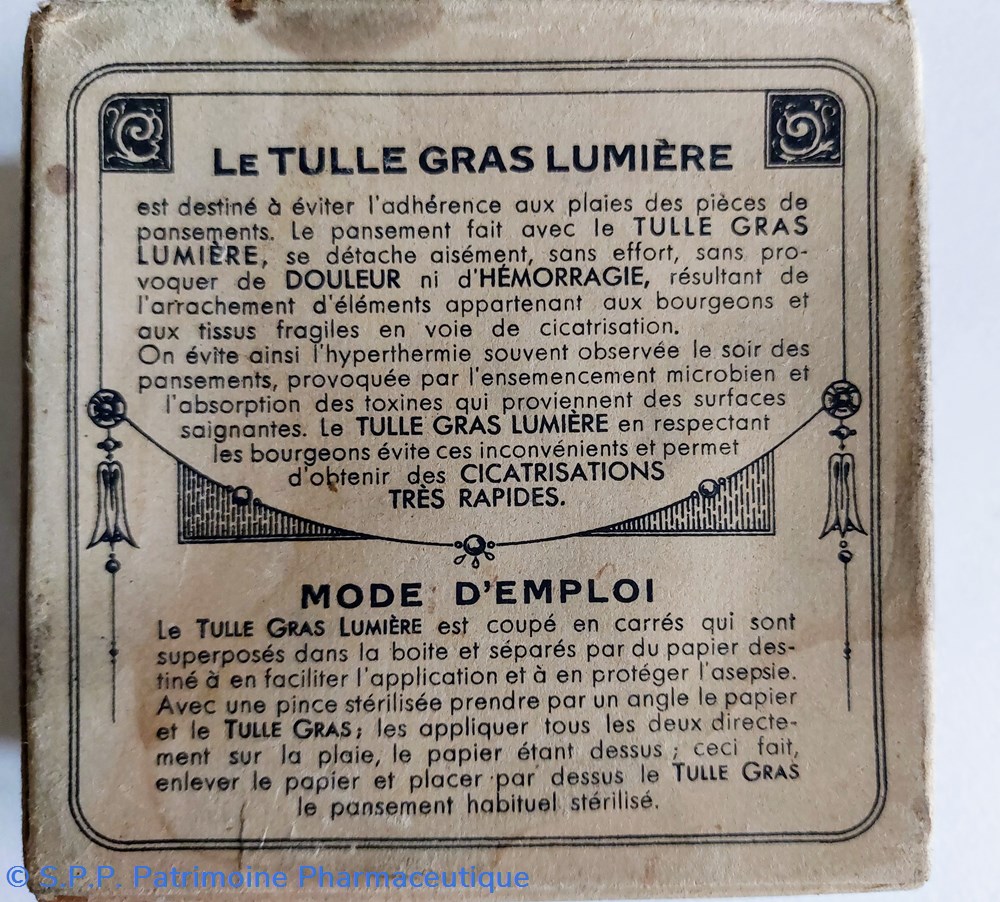 LE TULLE GRAS LUMIÈRE
est destiné à éviter l'adhérence aux plaies des pièces de
pansements. Le pansement fait avec le TULLE GRAS
LUMIÈRE, se détache aisément, sans effort, sans pro-
voquer de DOULEUR ni d'HÉMORRAGIE, résultant de
l'arrachement d'éléments appartenant aux bourgeons et
aux tissus fragiles en voie de cicatrisation.
On évite ainsi l'hyperthermie souvent observée le soir des
pansements, provoquée par l'ensemencement microbien et
l'absorption des toxines qui proviennent des surfaces
saignantes. Le TULLE GRAS LUMIÈRE en respectant
les bourgeons évite ces inconvénients et permet
d'obtenir des CICATRISATIONS
TRÈS RAPIDES.
MODE D'EMPLOI
Le TULLE GRAS LUMIÈRE est coupé en carrés qui sont
superposés dans la boite et séparés par du papier des-
tiné à en faciliter l'application et à en protéger l'asepsie.
Avec une pince stérilisée prendre par un angle le papier
et le TULLE GRAS; les appliquer tous les deux directe-
ment sur la plaie, le papier étant dessus; ceci fait,
enlever le papier et placer par dessus le TULLE GRAS
le pansement habituel stérilisé.
© S.P.P. Patrimoine Pharmaceutique